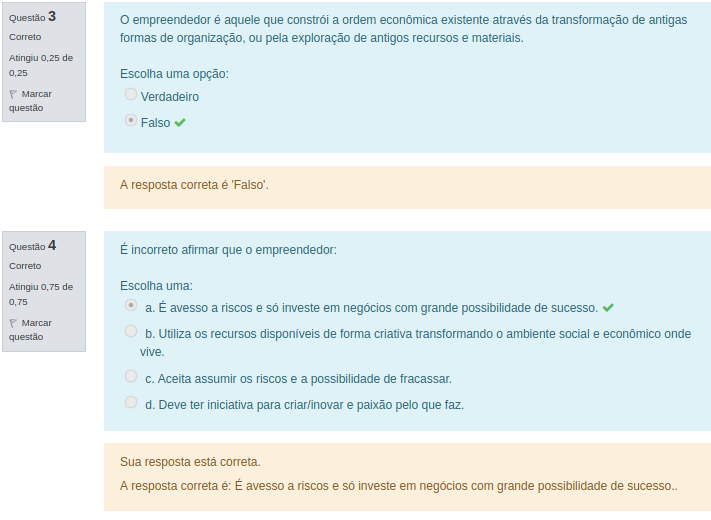 Questão 3
Correto
Atingiu 0,25 de
0,25
Marcar
questão
O empreendedor é aquele que constrói a ordem econômica existente através da transformação de antigas
formas de organização, ou pela exploração de antigos recursos e materiais.
Escolha uma opção:
Verdadeiro
Falso
A resposta correta é 'Falso'.
Questão 4
Correto
Atingiu 0,75 de
0,75
Marcar
questão
É incorreto afirmar que o empreendedor:
Escolha uma:
a. É avesso a riscos e só investe em negócios com grande possibilidade de sucesso.
b. Utiliza os recursos disponíveis de forma criativa transformando o ambiente social e econômico onde
vive.
c. Aceita assumir os riscos e a possibilidade de fracassar.
d. Deve ter iniciativa para criar/inovar e paixão pelo que faz.
Sua resposta está correta.
A resposta correta é: É avesso a riscos e só investe em negócios com grande possibilidade de sucesso..